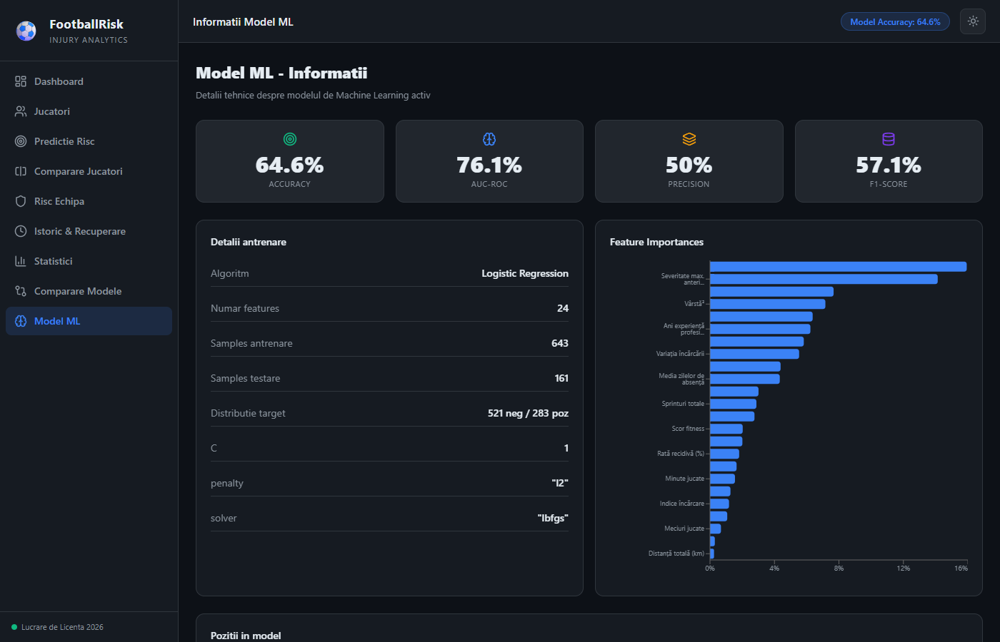 FootballRisk
INJURY ANALYTICS
Dashboard
Jucatori
Predictie Risc
Comparare Jucatori
Risc Echipa
Istoric & Recuperare
Statistici
Comparare Modele
Model ML
Lucrare de Licenta 2026
Informatii Model ML
Model Accuracy: 64.6%
Model ML - Informatii
Detalii tehnice despre modelul de Machine Learning activ
64.6%
ACCURACY
76.1%
AUC-ROC
50%
PRECISION
57.1%
F1-SCORE
Detalii antrenare
Algoritm Logistic Regression
Numar features 24
Samples antrenare 643
Samples testare 161
Distributie target 521 neg / 283 poz
C 1
penalty "l2"
solver "lbfgs"
Feature Importances
Severitate max.
anteri...
Vârstă²
Ani experiență
profesi...
Variația încărcării
Media zilelor de
absență
Sprinturi totale
Scor fitness
Rată recidivă (%)
Minute jucate
Indice încărcare
Meciuri jucate
Distanță totală (km)
0% 4% 8% 12% 16%
Pozitii in model